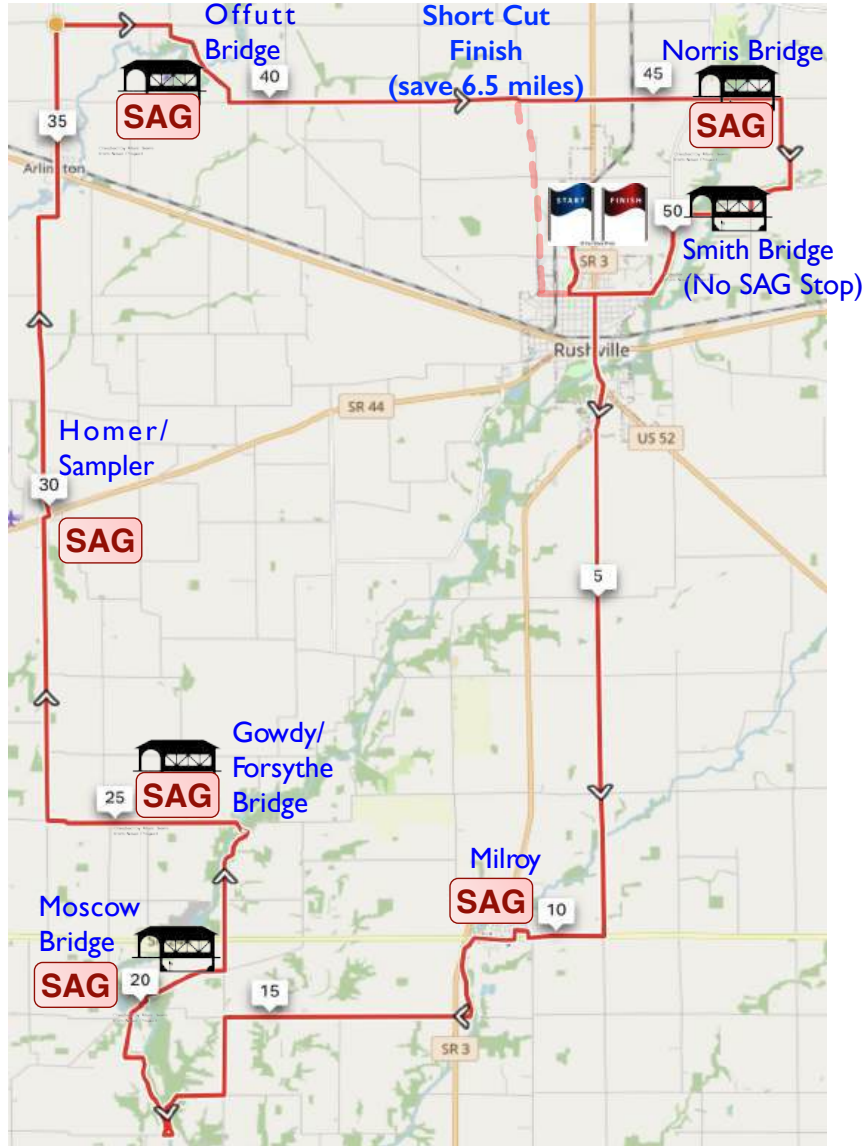 Offutt
Bridge
Short Cut
Finish
(save 6.5 miles)
Norris Bridge
40
45
SAG
SAG
35
Arlington
START
FINISH
50
Smith Bridge
(No SAG Stop)
SR 3
Rushville
SR 44
US 52
Homer/
Sampler
30
SAG
5
Gowdy/
Forsythe
Bridge
SAG
25
Milroy
SAG
10
Moscow
Bridge
SAG
20
15
SR 3